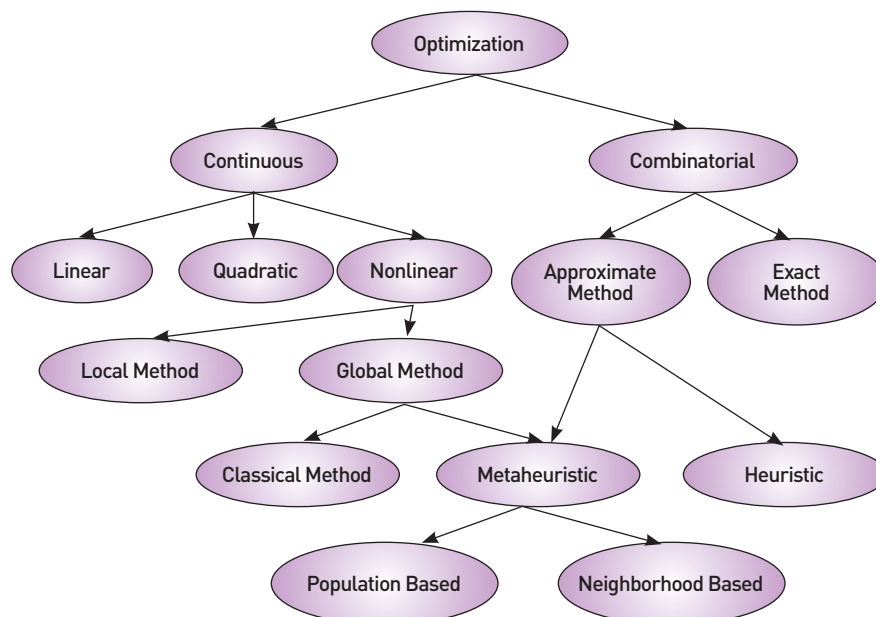 Optimization
Continuous
Combinatorial
Linear
Quadratic
Nonlinear
Approximate
Method
Exact
Method
Local Method
Global Method
Classical Method
Metaheuristic
Heuristic
Population Based
Neighborhood Based